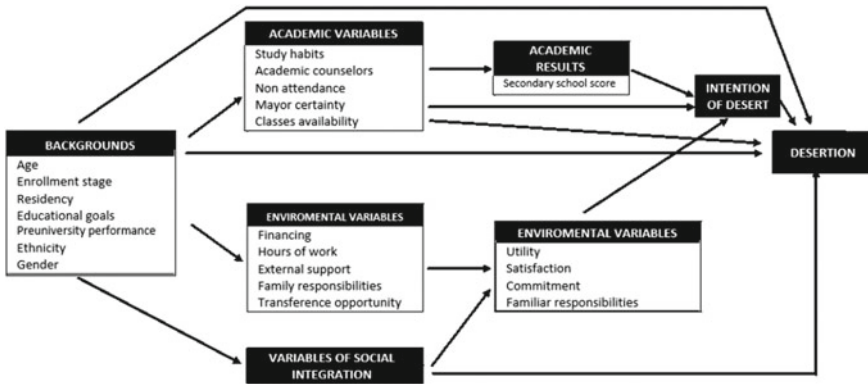 ACADEMIC VARIABLES
Study habits
Academic counselors
Non attendance
Mayor certainty
Classes availability
ACADEMIC
RESULTS
Secondary school score
INTENTION
OF DESERT
DESERTION
BACKGROUNDS
Age
Enrollment stage
Residency
Educational goals
Preuniversity performance
Ethnicity
Gender
ENVIROMENTAL VARIABLES
Financing
Hours of work
External support
Family responsibilities
Transference opportunity
ENVIROMENTAL VARIABLES
Utility
Satisfaction
Commitment
Familiar responsibilities
VARIABLES OF SOCIAL
INTEGRATION